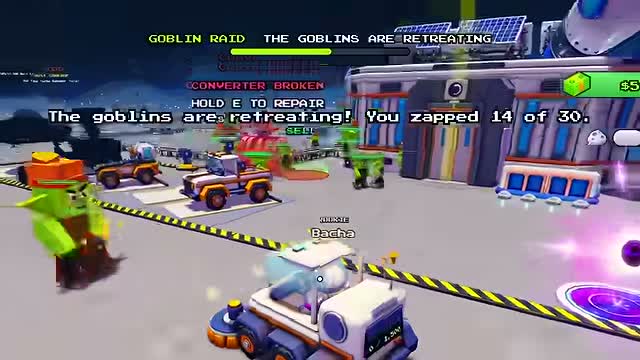 GOBLIN RAID THE GOBLINS ARE RETREATING
CONVERTER BROKEN
HOLD E TO REPAIR
The goblins are retreating! You zapped 14 of 30.
SELL
$5
Bacha